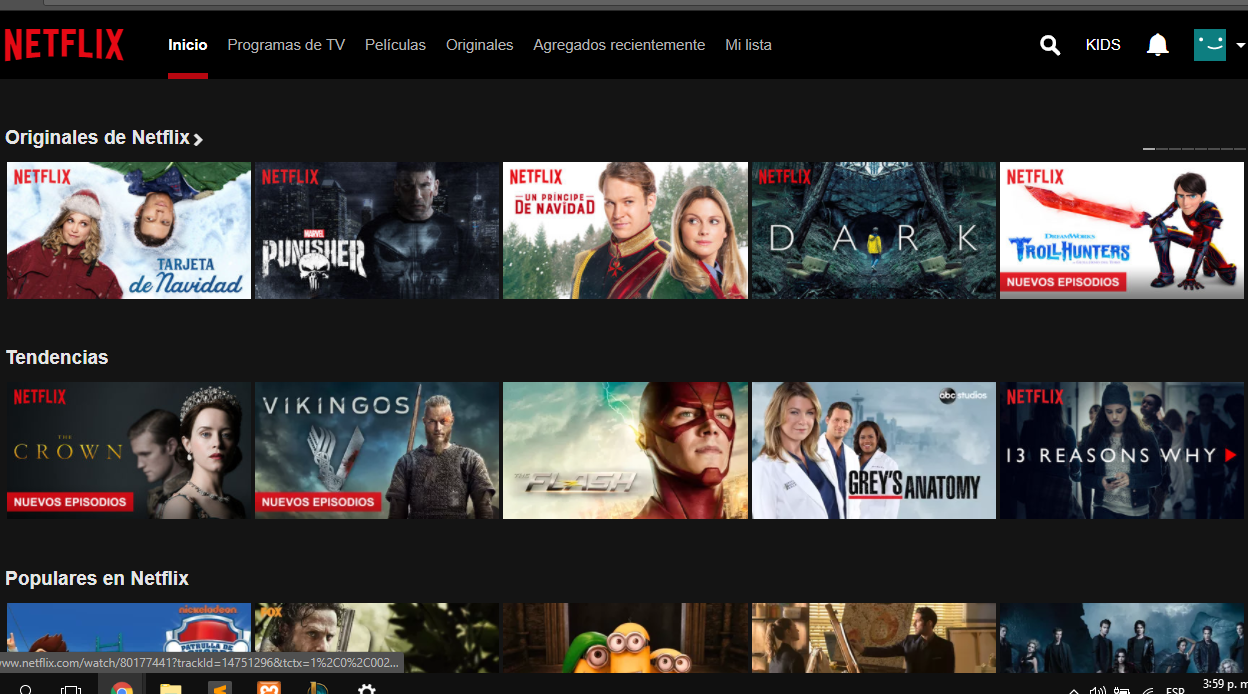 NETFLIX
Inicio Programas de TV Películas Originales Agregados recientemente Mi lista KIDS
Originales de Netflix
NETFLIX
TARJETA
de Navidad
NETFLIX
MARVEL
PUNISHER
NETFLIX
UN PRÍNCIPE
DE NAVIDAD
NETFLIX
DARK
NETFLIX
DREAMWORKS
TROLLHUNTERS
NUEVOS EPISODIOS
Tendencias
NETFLIX
THE
CROWN
NUEVOS EPISODIOS
VIKINGOS
NUEVOS EPISODIOS
THE FLASH
abc studios
GREY'S ANATOMY
NETFLIX
13 REASONS WHY
Populares en Netflix
nickelodeon
PATRULLA
FOX
www.netflix.com/watch/80177441?trackId=14751296&tctx=1%2C0%2C002...
ESP
3:59 p. m